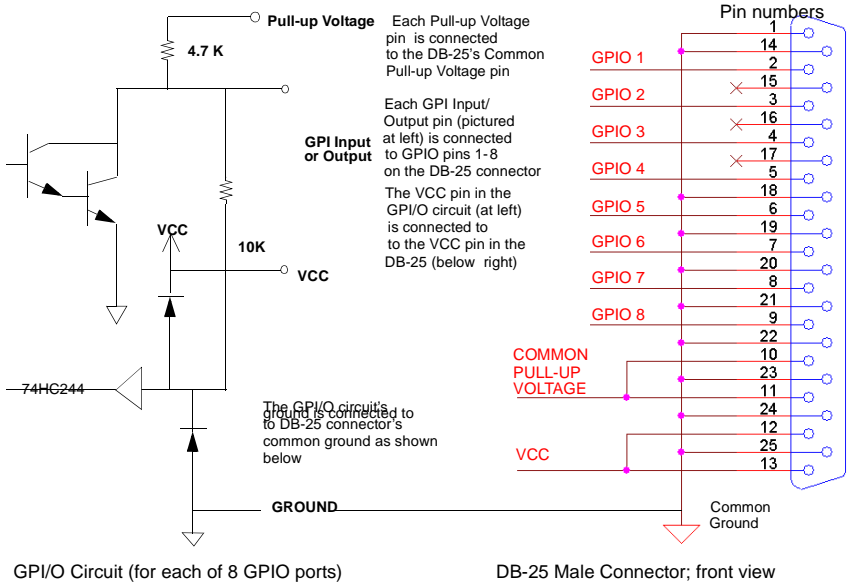 Pull-up Voltage
4.7 K
Each Pull-up Voltage
pin is connected
to the DB-25's Common
Pull-up Voltage pin
GPI Input
or Output
Each GPI Input/
Output pin (pictured
at left) is connected
to GPIO pins 1-8
on the DB-25 connector
The VCC pin in the
GPI/O circuit (at left)
is connected to
to the VCC pin in the
DB-25 (below right)
VCC
10K
VCC
74HC244
The GPI/O circuit's
ground is connected to
to DB-25 connector's
common ground as shown
below
GROUND
GPI/O Circuit (for each of 8 GPIO ports)
Pin numbers
1
14
GPIO 1
2
15
GPIO 2
3
16
GPIO 3
4
17
GPIO 4
5
18
GPIO 5
6
19
GPIO 6
7
20
GPIO 7
8
21
GPIO 8
9
22
COMMON
PULL-UP
VOLTAGE
10
23
11
24
12
VCC
25
13
Common
Ground
DB-25 Male Connector; front view